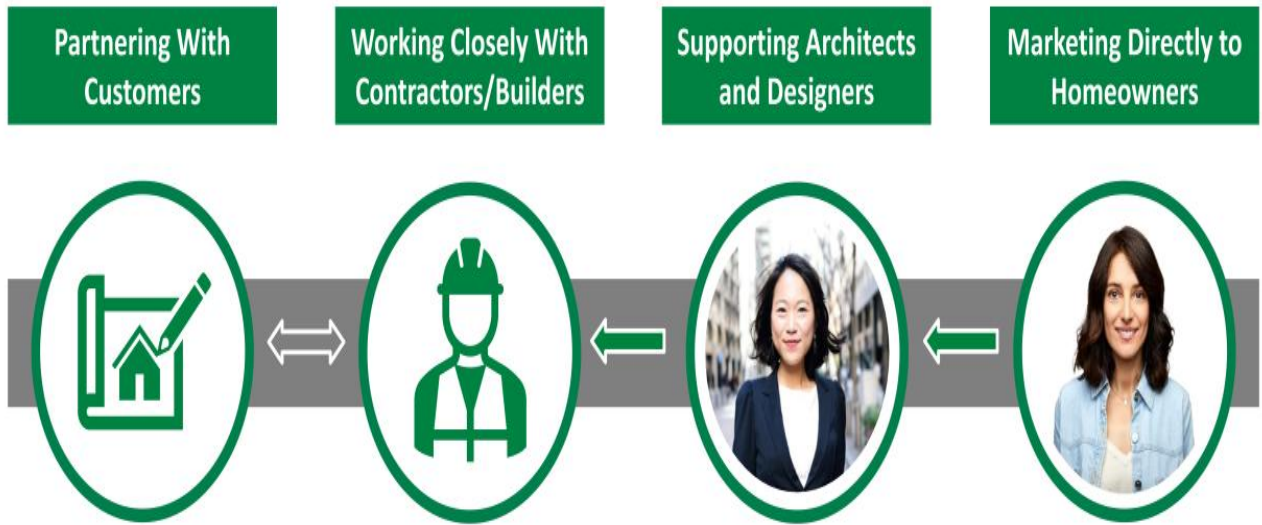 Partnering With
Customers
Working Closely With
Contractors/Builders
Supporting Architects
and Designers
Marketing Directly to
Homeowners